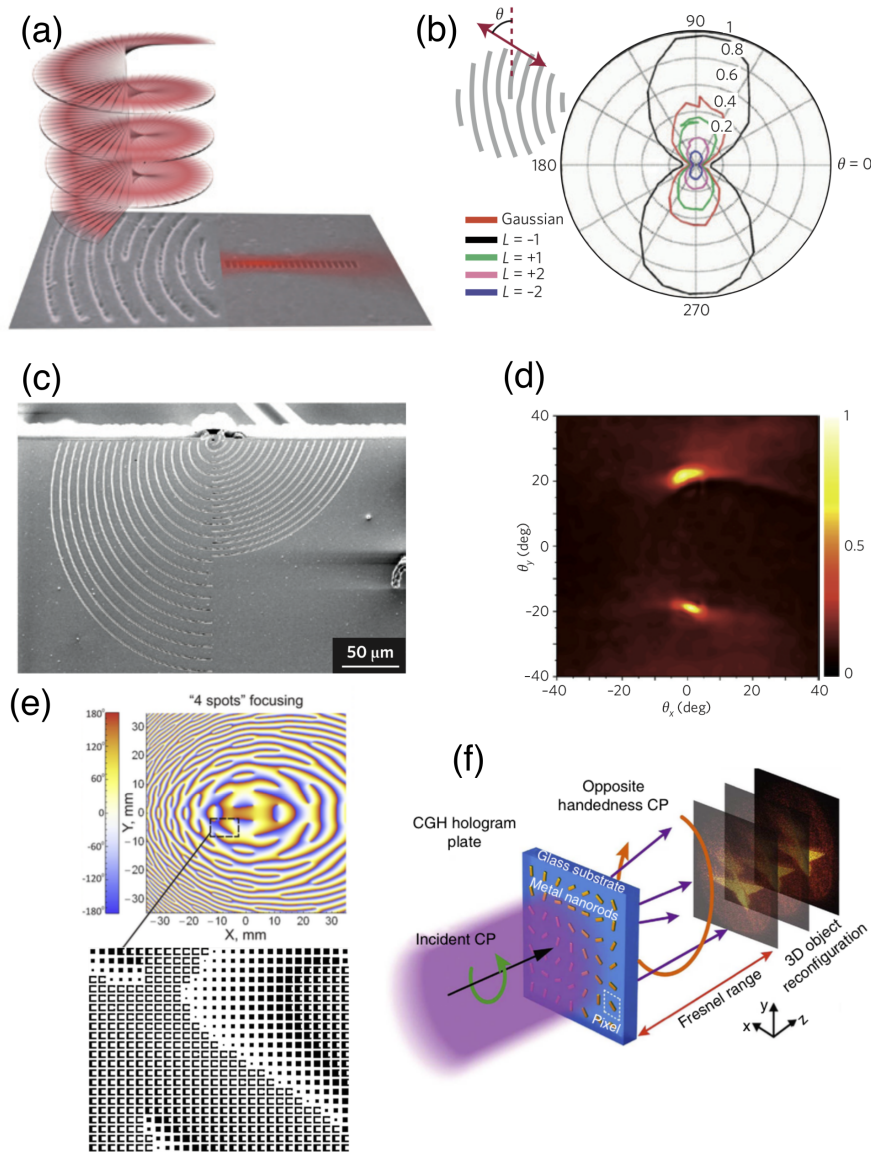 (a)
(b)
θ
90
1
0.8
0.6
0.4
0.2
180
θ = 0
270
Gaussian
L = –1
L = +1
L = +2
L = –2
(c)
50 μm
(d)
40
20
0
−20
−40
θy (deg)
−40
−20
0
20
40
θx (deg)
1
0.5
0
(e)
"4 spots" focusing
180°
120°
60°
0
-60°
-120°
-180°
30
20
10
0
−10
−20
−30
Y, mm
−30
−20
−10
0
10
20
30
X, mm
(f)
CGH hologram
plate
Opposite
handedness CP
Glass substrate
Metal nanorods
Incident CP
Pixel
Fresnel range
3D object
reconfiguration
y
x
z